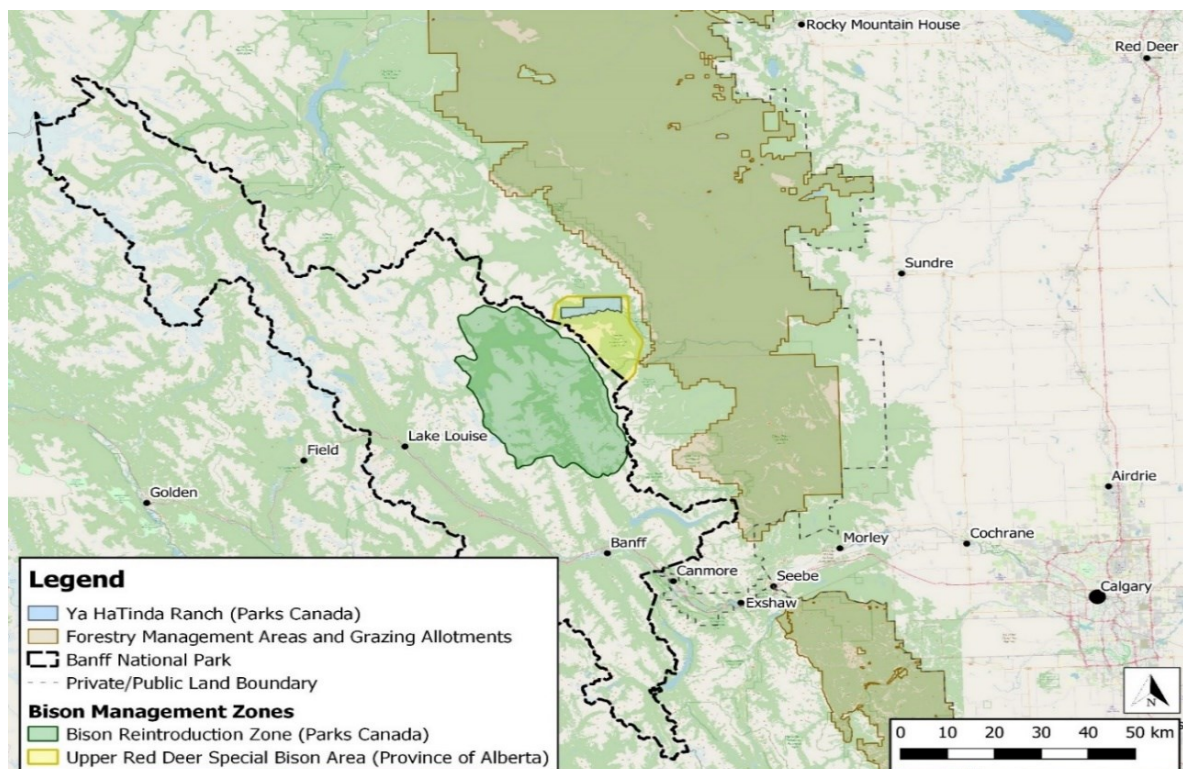 Rocky Mountain House
Red Deer
Sundre
Lake Louise
Field
Golden
Airdrie
Cochrane
Morley
Banff
Canmore
Seebe
Exshaw
Calgary
Legend
Ya HaTinda Ranch (Parks Canada)
Forestry Management Areas and Grazing Allotments
Banff National Park
Private/Public Land Boundary
Bison Management Zones
Bison Reintroduction Zone (Parks Canada)
Upper Red Deer Special Bison Area (Province of Alberta)
N
0 10 20 30 40 50 km